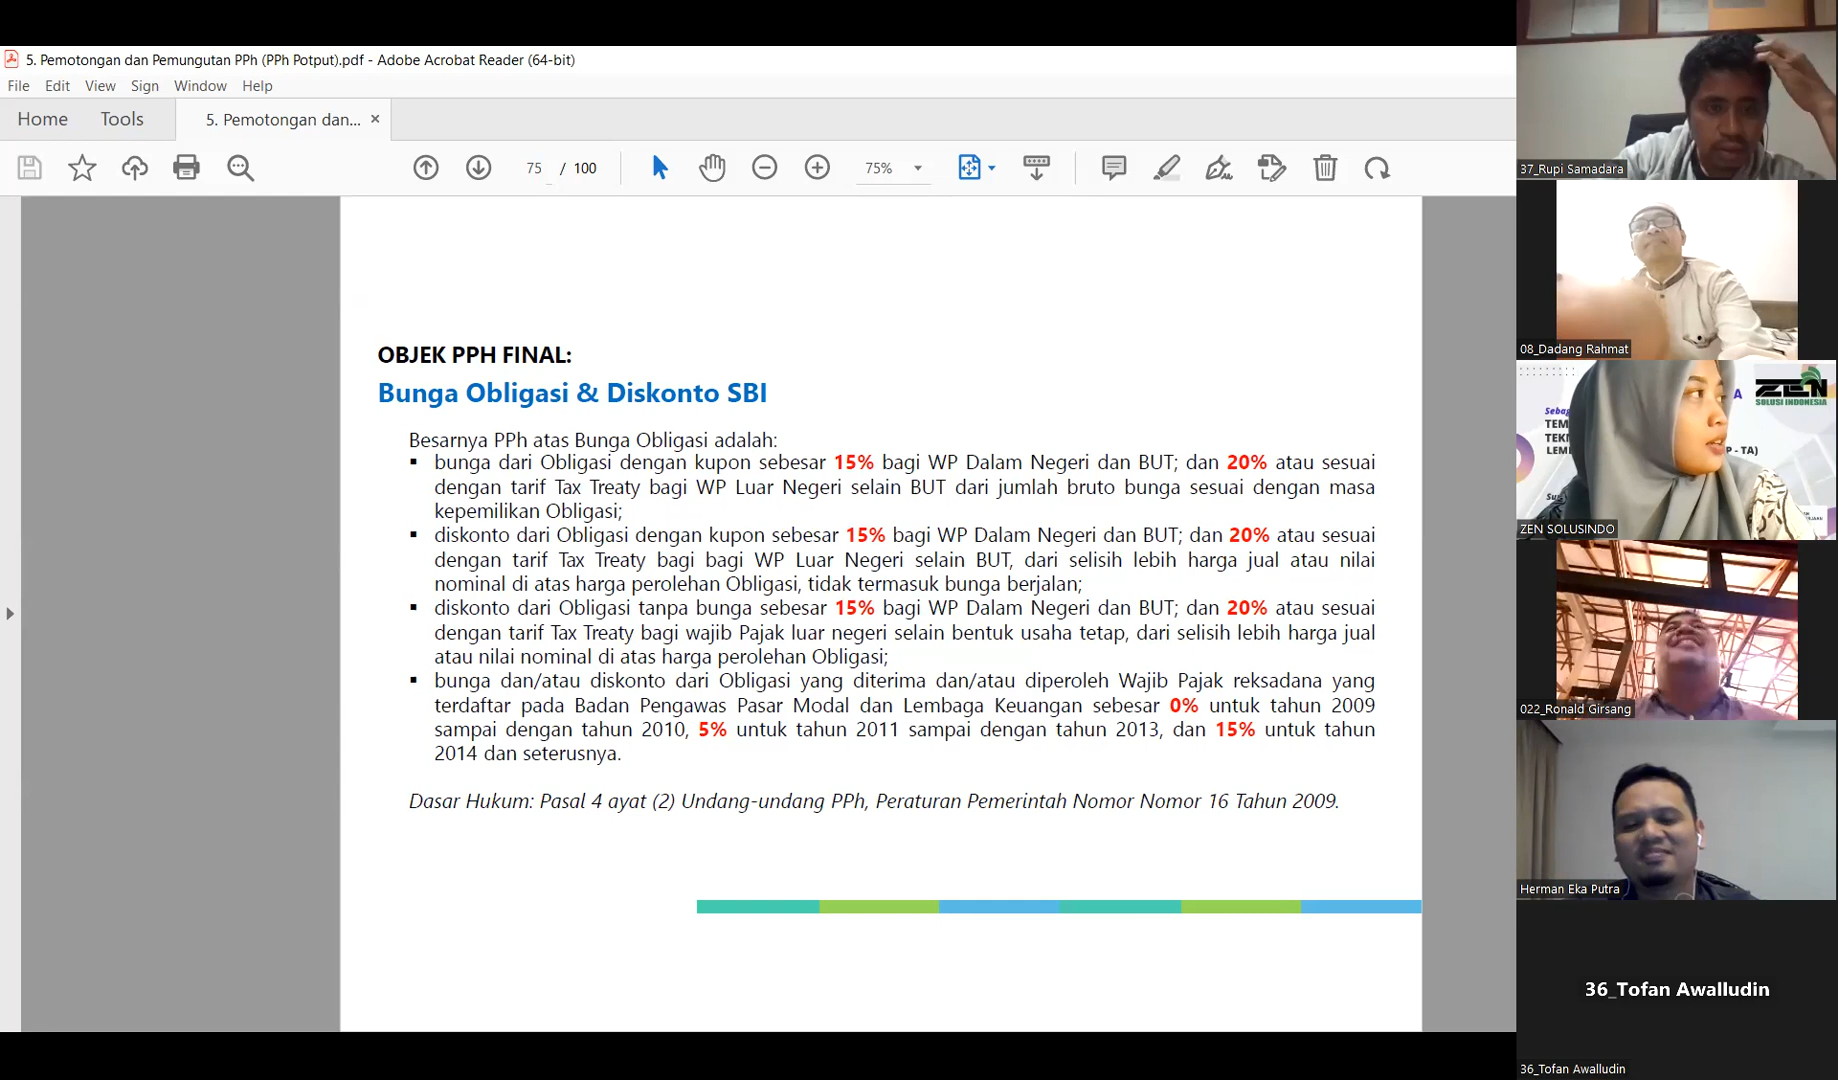 5. Pemotongan dan Pemungutan PPh (PPh Potput).pdf - Adobe Acrobat Reader (64-bit)
File Edit View Sign Window Help
Home Tools 5. Pemotongan dan... ×
75 / 100 75%
OBJEK PPH FINAL:
Bunga Obligasi & Diskonto SBI
Besarnya PPh atas Bunga Obligasi adalah:
▪ bunga dari Obligasi dengan kupon sebesar 15% bagi WP Dalam Negeri dan BUT; dan 20% atau sesuai
dengan tarif Tax Treaty bagi WP Luar Negeri selain BUT dari jumlah bruto bunga sesuai dengan masa
kepemilikan Obligasi;
▪ diskonto dari Obligasi dengan kupon sebesar 15% bagi WP Dalam Negeri dan BUT; dan 20% atau sesuai
dengan tarif Tax Treaty bagi bagi WP Luar Negeri selain BUT, dari selisih lebih harga jual atau nilai
nominal di atas harga perolehan Obligasi, tidak termasuk bunga berjalan;
▪ diskonto dari Obligasi tanpa bunga sebesar 15% bagi WP Dalam Negeri dan BUT; dan 20% atau sesuai
dengan tarif Tax Treaty bagi wajib Pajak luar negeri selain bentuk usaha tetap, dari selisih lebih harga jual
atau nilai nominal di atas harga perolehan Obligasi;
▪ bunga dan/atau diskonto dari Obligasi yang diterima dan/atau diperoleh Wajib Pajak reksadana yang
terdaftar pada Badan Pengawas Pasar Modal dan Lembaga Keuangan sebesar 0% untuk tahun 2009
sampai dengan tahun 2010, 5% untuk tahun 2011 sampai dengan tahun 2013, dan 15% untuk tahun
2014 dan seterusnya.
Dasar Hukum: Pasal 4 ayat (2) Undang-undang PPh, Peraturan Pemerintah Nomor Nomor 16 Tahun 2009.
37_Rupi Samadara
08_Dadang Rahmat
A ZEN
SOLUSI INDONESIA
Sebag
TEM
TEKN
LEM P - TA)
ZEN SOLUSINDO
022_Ronald Girsang
Herman Eka Putra
36_Tofan Awalludin
36_Tofan Awalludin